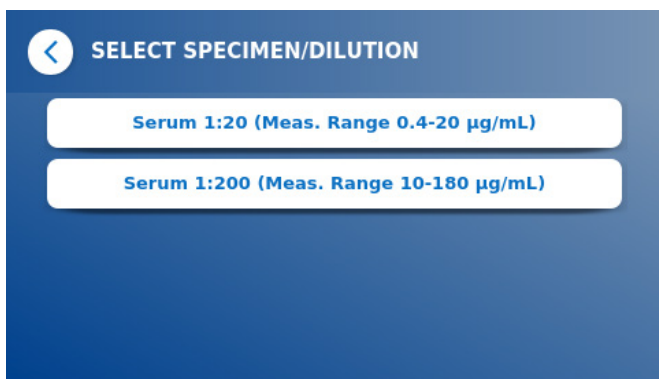 SELECT SPECIMEN/DILUTION
Serum 1:20 (Meas. Range 0.4-20 µg/mL)
Serum 1:200 (Meas. Range 10-180 µg/mL)